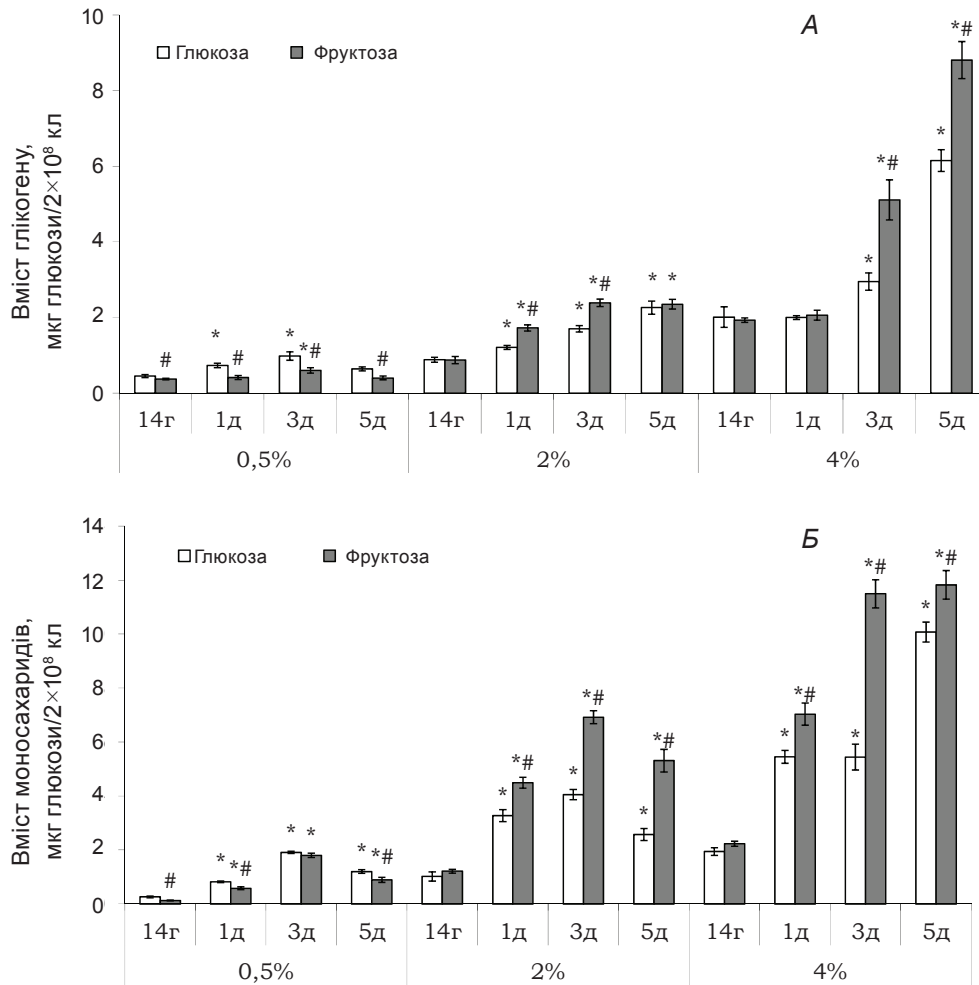 А
Глюкоза Фруктоза
Вміст глікогену,
мкг глюкози/2×10⁸ кл
10
8
6
4
2
0
# * # * *# # * *# * *# * * * *# * *#
14г 1д 3д 5д 14г 1д 3д 5д 14г 1д 3д 5д
0,5% 2% 4%
Б
Глюкоза Фруктоза
Вміст моносахаридів,
мкг глюкози/2×10⁸ кл
14
12
10
8
6
4
2
0
# * *# * * * *# * *# * *# * *# * *# * *# * *#
14г 1д 3д 5д 14г 1д 3д 5д 14г 1д 3д 5д
0,5% 2% 4%